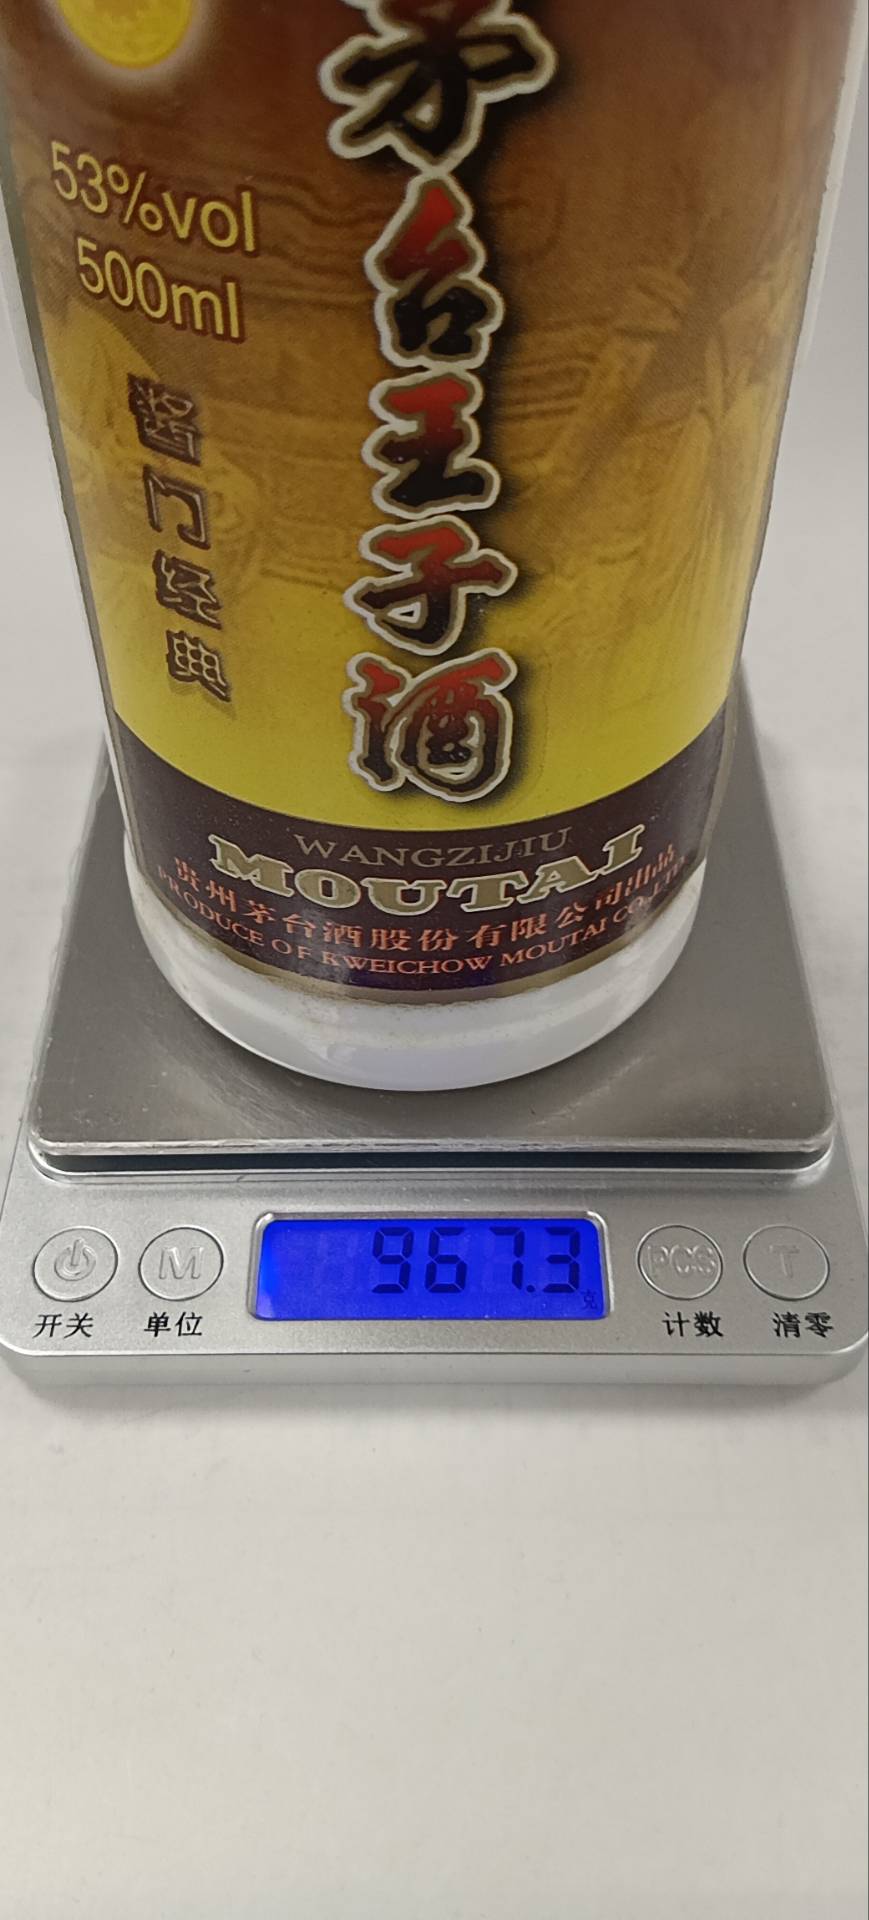 53%vol
500ml
酱门经典
茅台王子酒
WANGZIJIU
MOUTAI
贵州茅台酒股份有限公司出品
PRODUCE OF KWEICHOW MOUTAI CO.,LTD
967.3
克
M
PCS
T
开关
单位
计数
清零